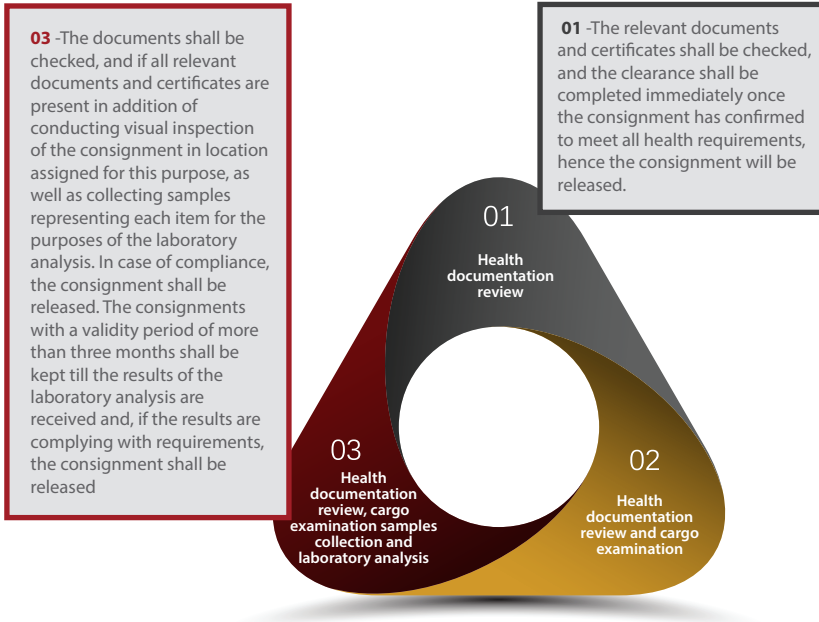 03 -The documents shall be
checked, and if all relevant
documents and certificates are
present in addition of
conducting visual inspection
of the consignment in location
assigned for this purpose, as
well as collecting samples
representing each item for the
purposes of the laboratory
analysis. In case of compliance,
the consignment shall be
released. The consignments
with a validity period of more
than three months shall be
kept till the results of the
laboratory analysis are
received and, if the results are
complying with requirements,
the consignment shall be
released
01 -The relevant documents
and certificates shall be checked,
and the clearance shall be
completed immediately once
the consignment has confirmed
to meet all health requirements,
hence the consignment will be
released.
01
Health
documentation
review
02
Health
documentation
review and cargo
examination
03
Health
documentation
review, cargo
examination samples
collection and
laboratory analysis